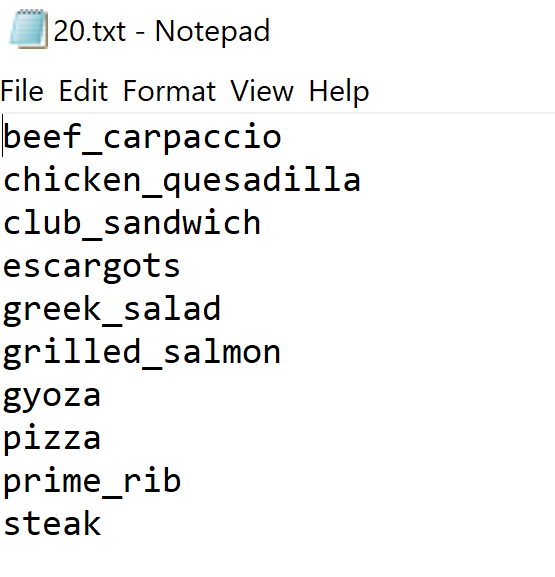 20.txt - Notepad
File Edit Format View Help
beef_carpaccio
chicken_quesadilla
club_sandwich
escargots
greek_salad
grilled_salmon
gyoza
pizza
prime_rib
steak